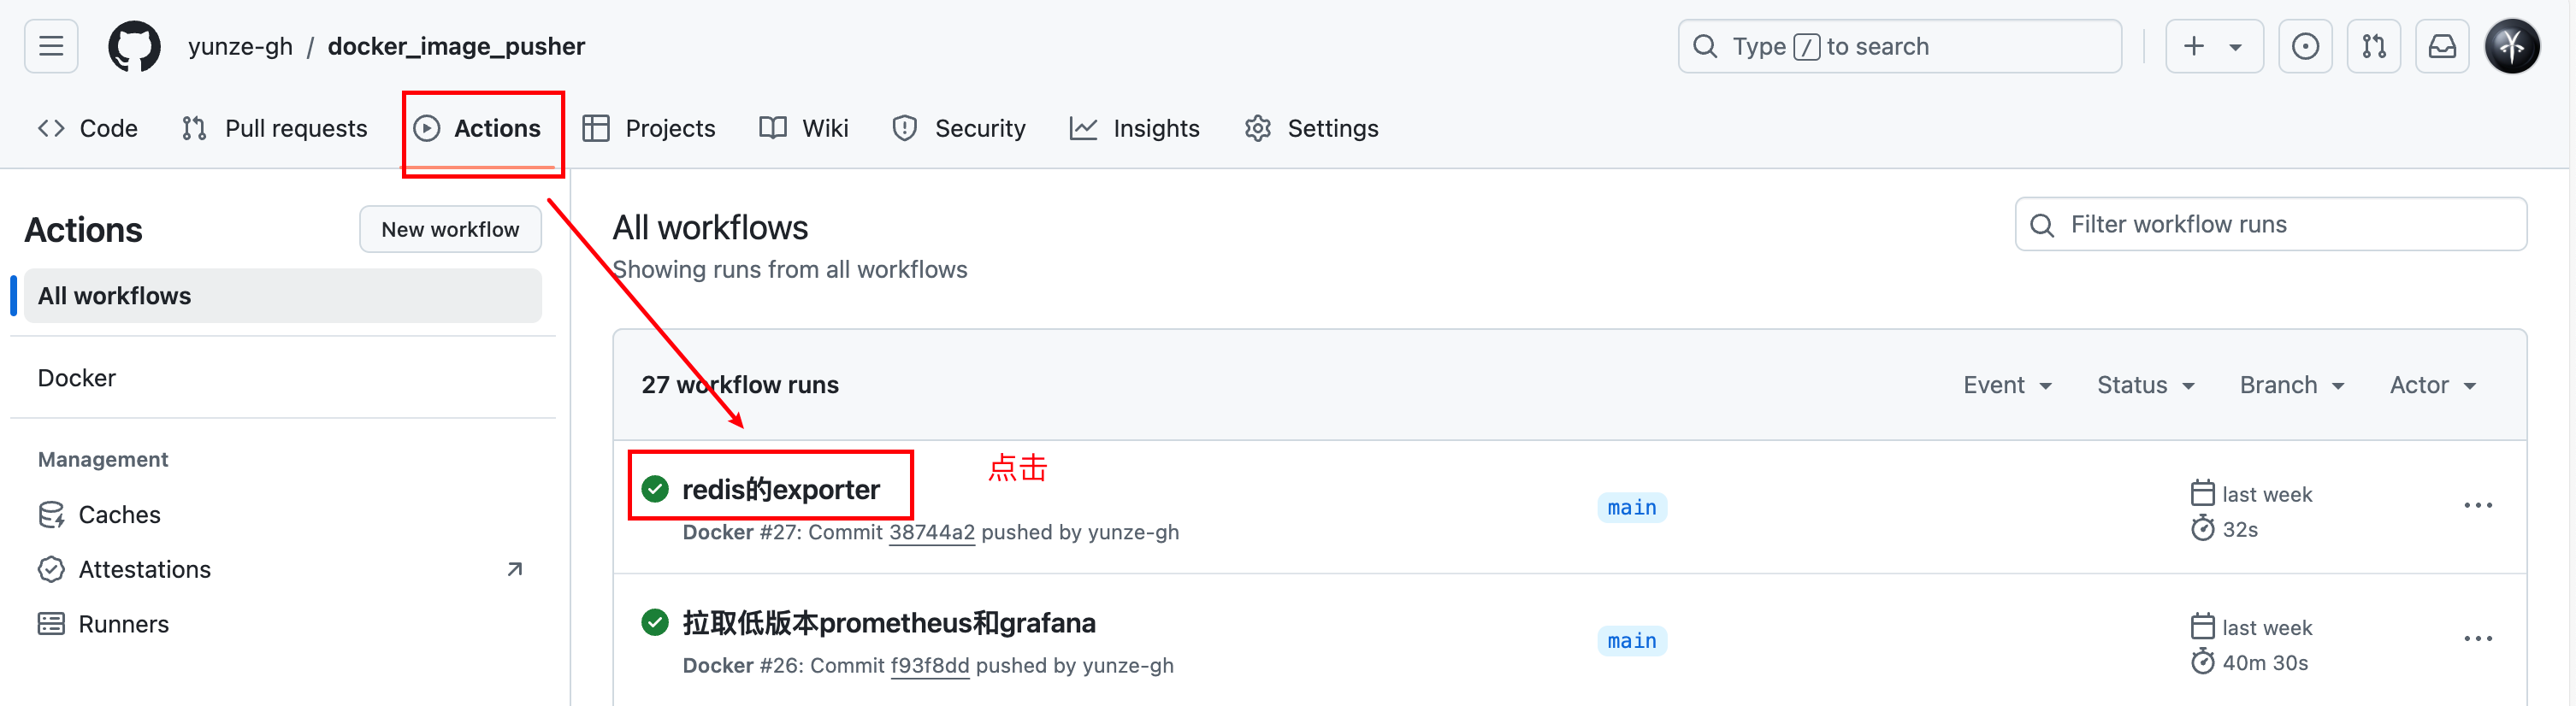 yunze-gh / docker_image_pusher
Type / to search
Code Pull requests Actions Projects Wiki Security Insights Settings
Actions
New workflow
All workflows
Docker
Management
Caches
Attestations
Runners
All workflows
Showing runs from all workflows
Filter workflow runs
27 workflow runs
Event Status Branch Actor
点击
redis的exporter
Docker #27: Commit 38744a2 pushed by yunze-gh
main
last week
32s
拉取低版本prometheus和grafana
Docker #26: Commit f93f8dd pushed by yunze-gh
main
last week
40m 30s